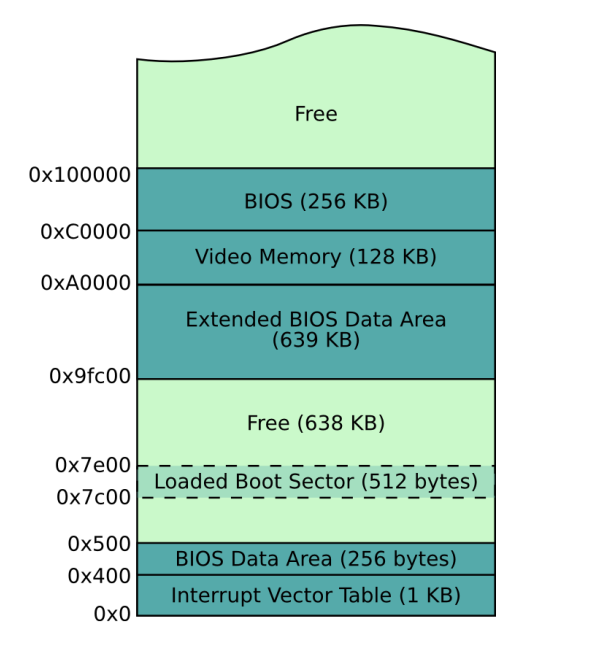 Free
0x100000
BIOS (256 KB)
0xC0000
Video Memory (128 KB)
0xA0000
Extended BIOS Data Area
(639 KB)
0x9fc00
Free (638 KB)
0x7e00
Loaded Boot Sector (512 bytes)
0x7c00
0x500
BIOS Data Area (256 bytes)
0x400
Interrupt Vector Table (1 KB)
0x0